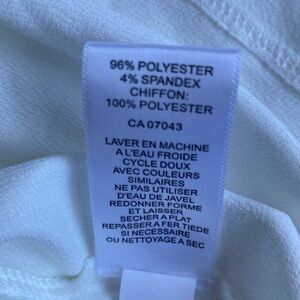 96% POLYESTER
4% SPANDEX
CHIFFON:
100% POLYESTER
CA 07043
LAVER EN MACHINE
A L'EAU FROIDE
CYCLE DOUX
AVEC COULEURS
SIMILAIRES
NE PAS UTILISER
D'EAU DE JAVEL
REDONNER FORME
ET LAISSER
SECHER A PLAT
REPASSER A FER TIEDE
SI NECESSAIRE
OU NETTOYAGE A SEC